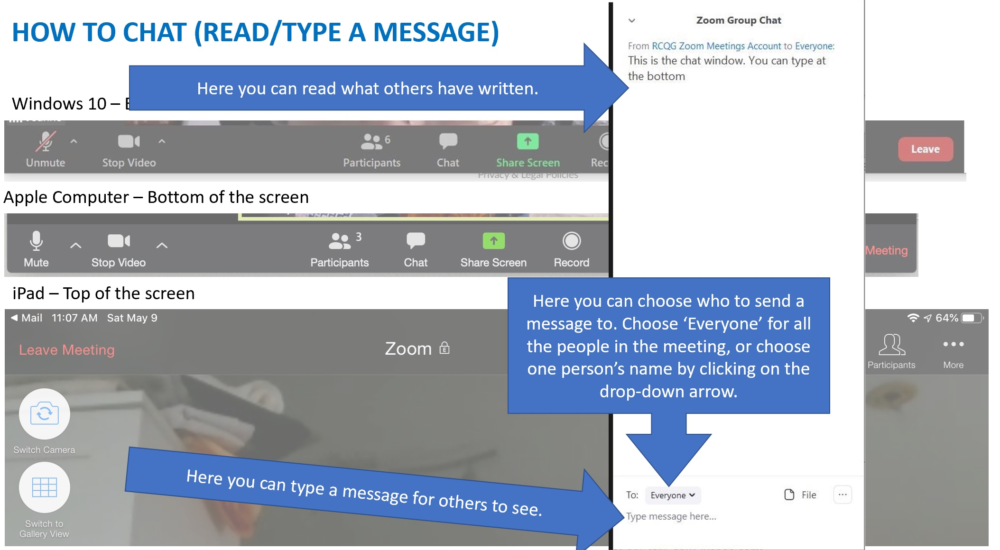 HOW TO CHAT (READ/TYPE A MESSAGE)
Here you can read what others have written.
Windows 10 –
Unmute
Stop Video
6
Participants
Chat
Share Screen
Rec
Leave
Privacy & Legal Policies
Apple Computer – Bottom of the screen
Mute
Stop Video
3
Participants
Chat
Share Screen
Record
Meeting
iPad – Top of the screen
Mail 11:07 AM Sat May 9
64%
Leave Meeting
Zoom
E
Participants
More
Switch Camera
Switch to
Gallery View
Here you can type a message for others to see.
Zoom Group Chat
From RCQG Zoom Meetings Account to Everyone:
This is the chat window. You can type at
the bottom
Here you can choose who to send a
message to. Choose ‘Everyone’ for all
the people in the meeting, or choose
one person’s name by clicking on the
drop-down arrow.
To: Everyone
File
...
Type message here...